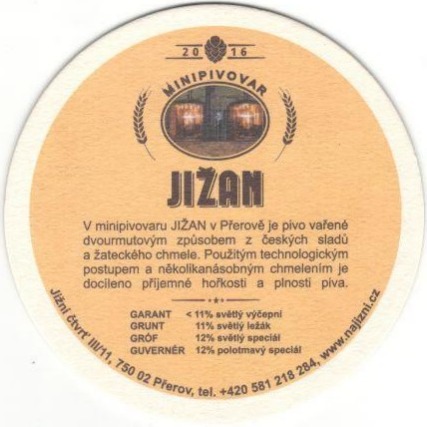 2016
MINIPIVOVAR
JIŽAN
V minipivovaru JIŽAN v Přerově je pivo vařené
dvourmutovým způsobem z českých sladů
a žateckého chmele. Použitým technologickým
postupem a několikanásobným chmelením je
docíleno příjemné hořkosti a plnosti piva.
GARANT < 11% světlý výčepní
GRUNT 11% světlý ležák
GRÓF 12% světlý speciál
GUVERNÉR 12% polotmavý speciál
Jižní čtvrť III/11, 750 02 Přerov, tel. +420 581 218 284, www.najizni.cz